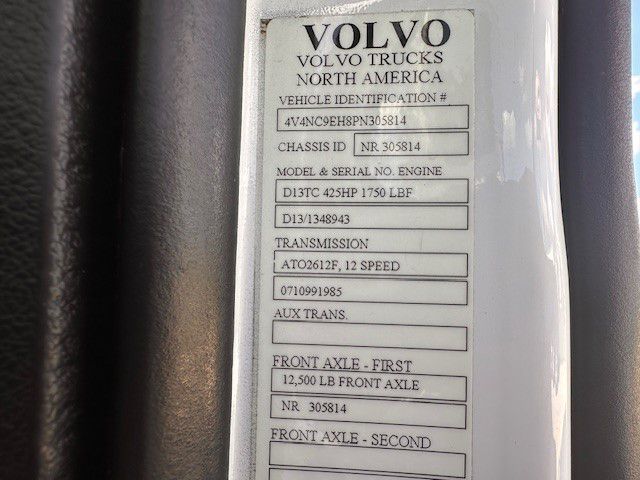 VOLVO
VOLVO TRUCKS
NORTH AMERICA
VEHICLE IDENTIFICATION #
4V4NC9EH8PN305814
CHASSIS ID NR 305814
MODEL & SERIAL NO. ENGINE
D13TC 425HP 1750 LBF
D13/1348943
TRANSMISSION
ATO2612F, 12 SPEED
0710991985
AUX TRANS.
FRONT AXLE - FIRST
12,500 LB FRONT AXLE
NR 305814
FRONT AXLE - SECOND